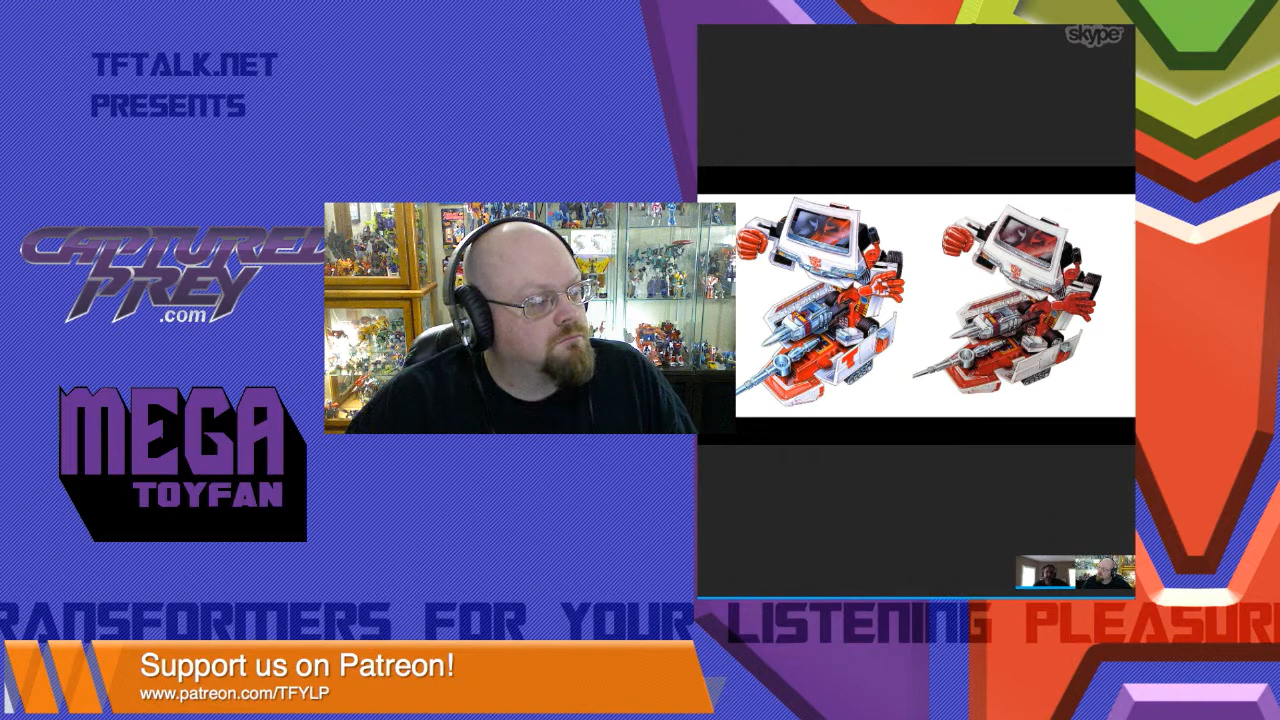 TFTALK.NET
PRESENTS
skype
CAPTURED
PREY
.com
MEGA
TOYFAN
RANSFORMERS FOR YOUR LISTENING PLEASUR
Support us on Patreon!
www.patreon.com/TFYLP